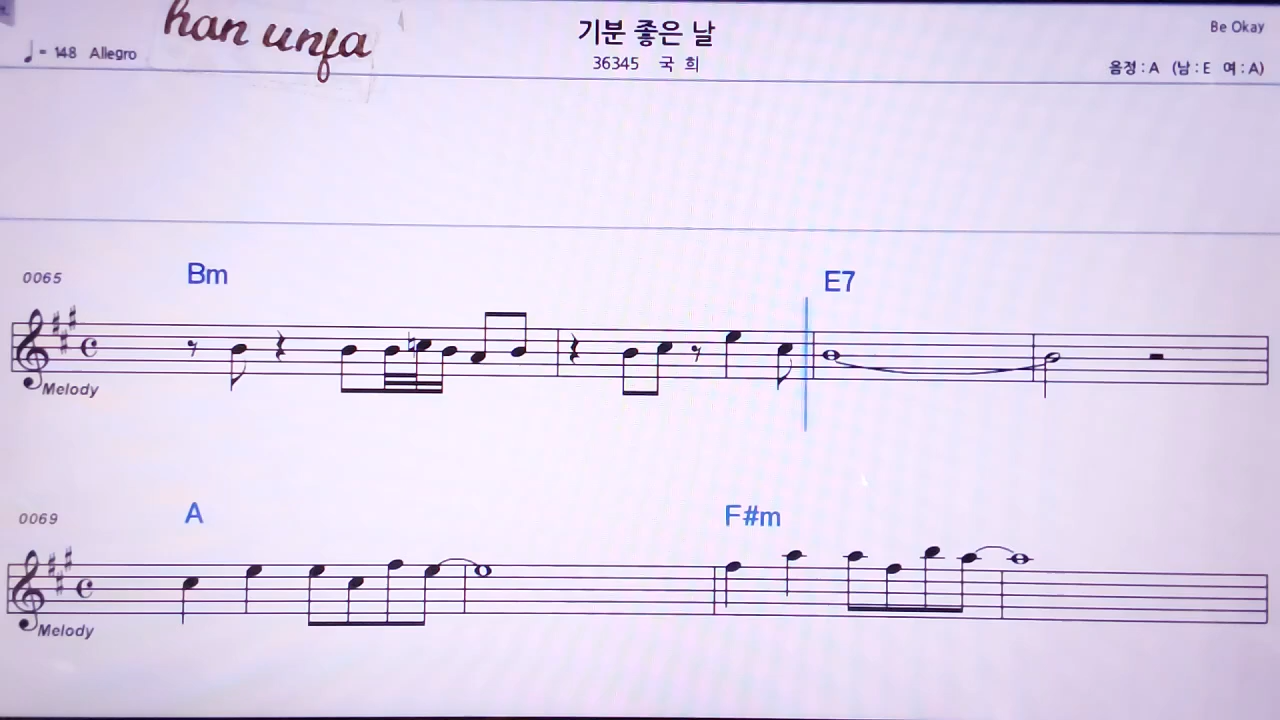 han unja
기분 좋은 날
Be Okay
= 148 Allegro
36345 국 희
음정 : A (남 : E 여 : A)
0065
Bm
E7
Melody
0069
A
F#m
Melody